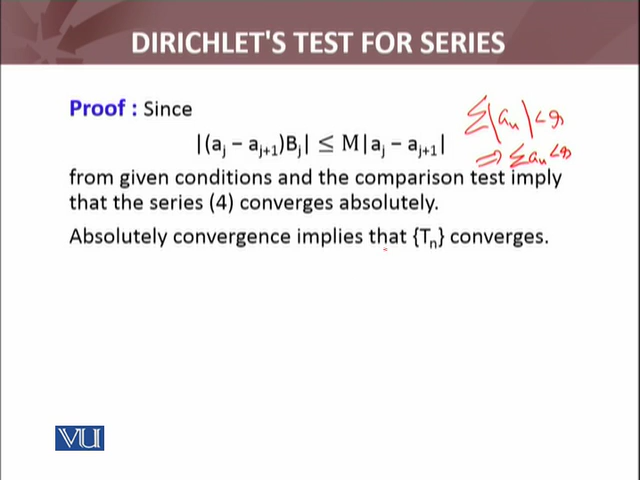 DIRICHLET'S TEST FOR SERIES
Proof : Since
|(aⱼ − aⱼ₊₁)Bⱼ| ≤ M|aⱼ − aⱼ₊₁|
∑|aₙ| < ∞
⇒ ∑aₙ < ∞
from given conditions and the comparison test imply
that the series (4) converges absolutely.
Absolutely convergence implies that {Tₙ} converges.
VU